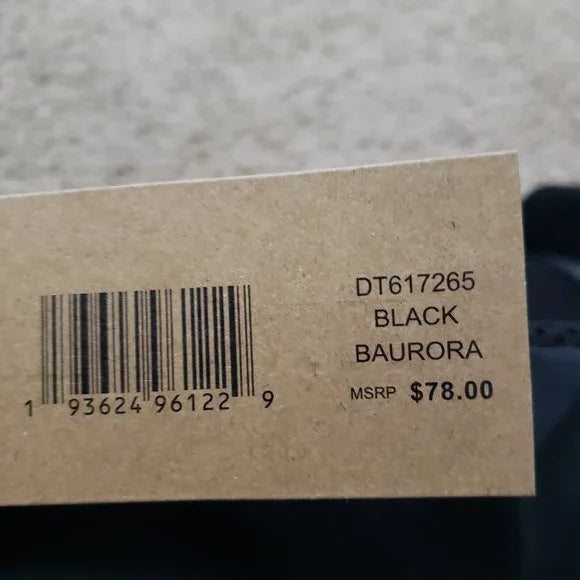 1 93624 96122 9
DT617265
BLACK
BAURORA
MSRP $78.00